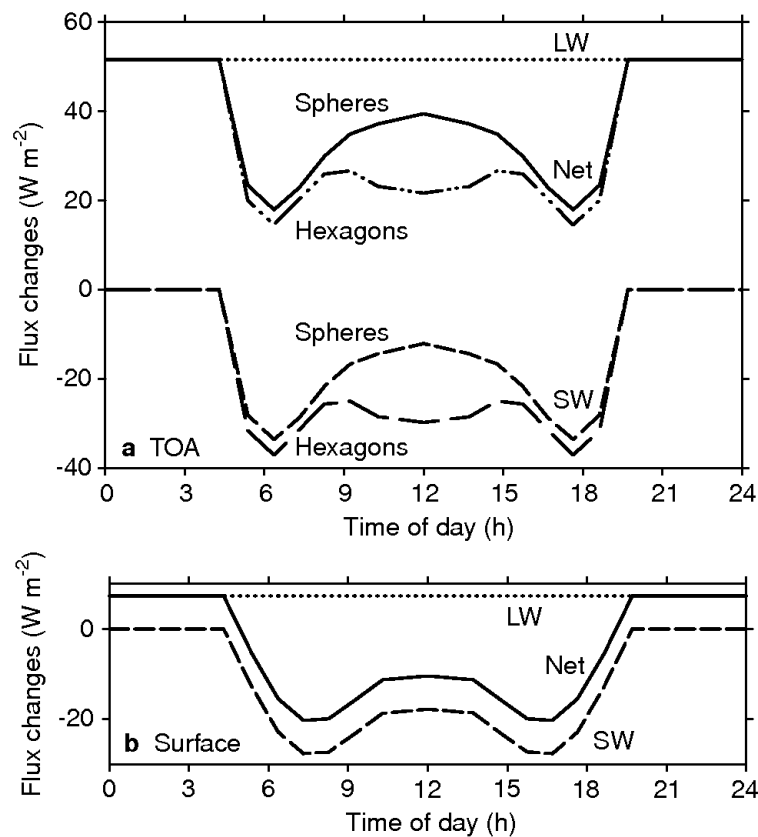 60
LW
40
Spheres
Net
20
Hexagons
0
Spheres
-20
SW
Hexagons
a TOA
-40
0 3 6 9 12 15 18 21 24
Time of day (h)
Flux changes (W m-2)
0
LW
Net
-20
b Surface
SW
0 3 6 9 12 15 18 21 24
Time of day (h)
Flux changes (W m-2)